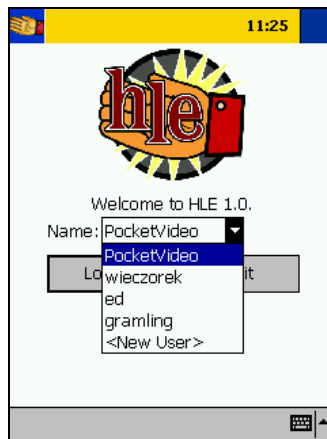 11:25
hle
Welcome to HLE 1.0.
Name: PocketVideo
PocketVideo
wieczorek
ed
gramling
<New User>